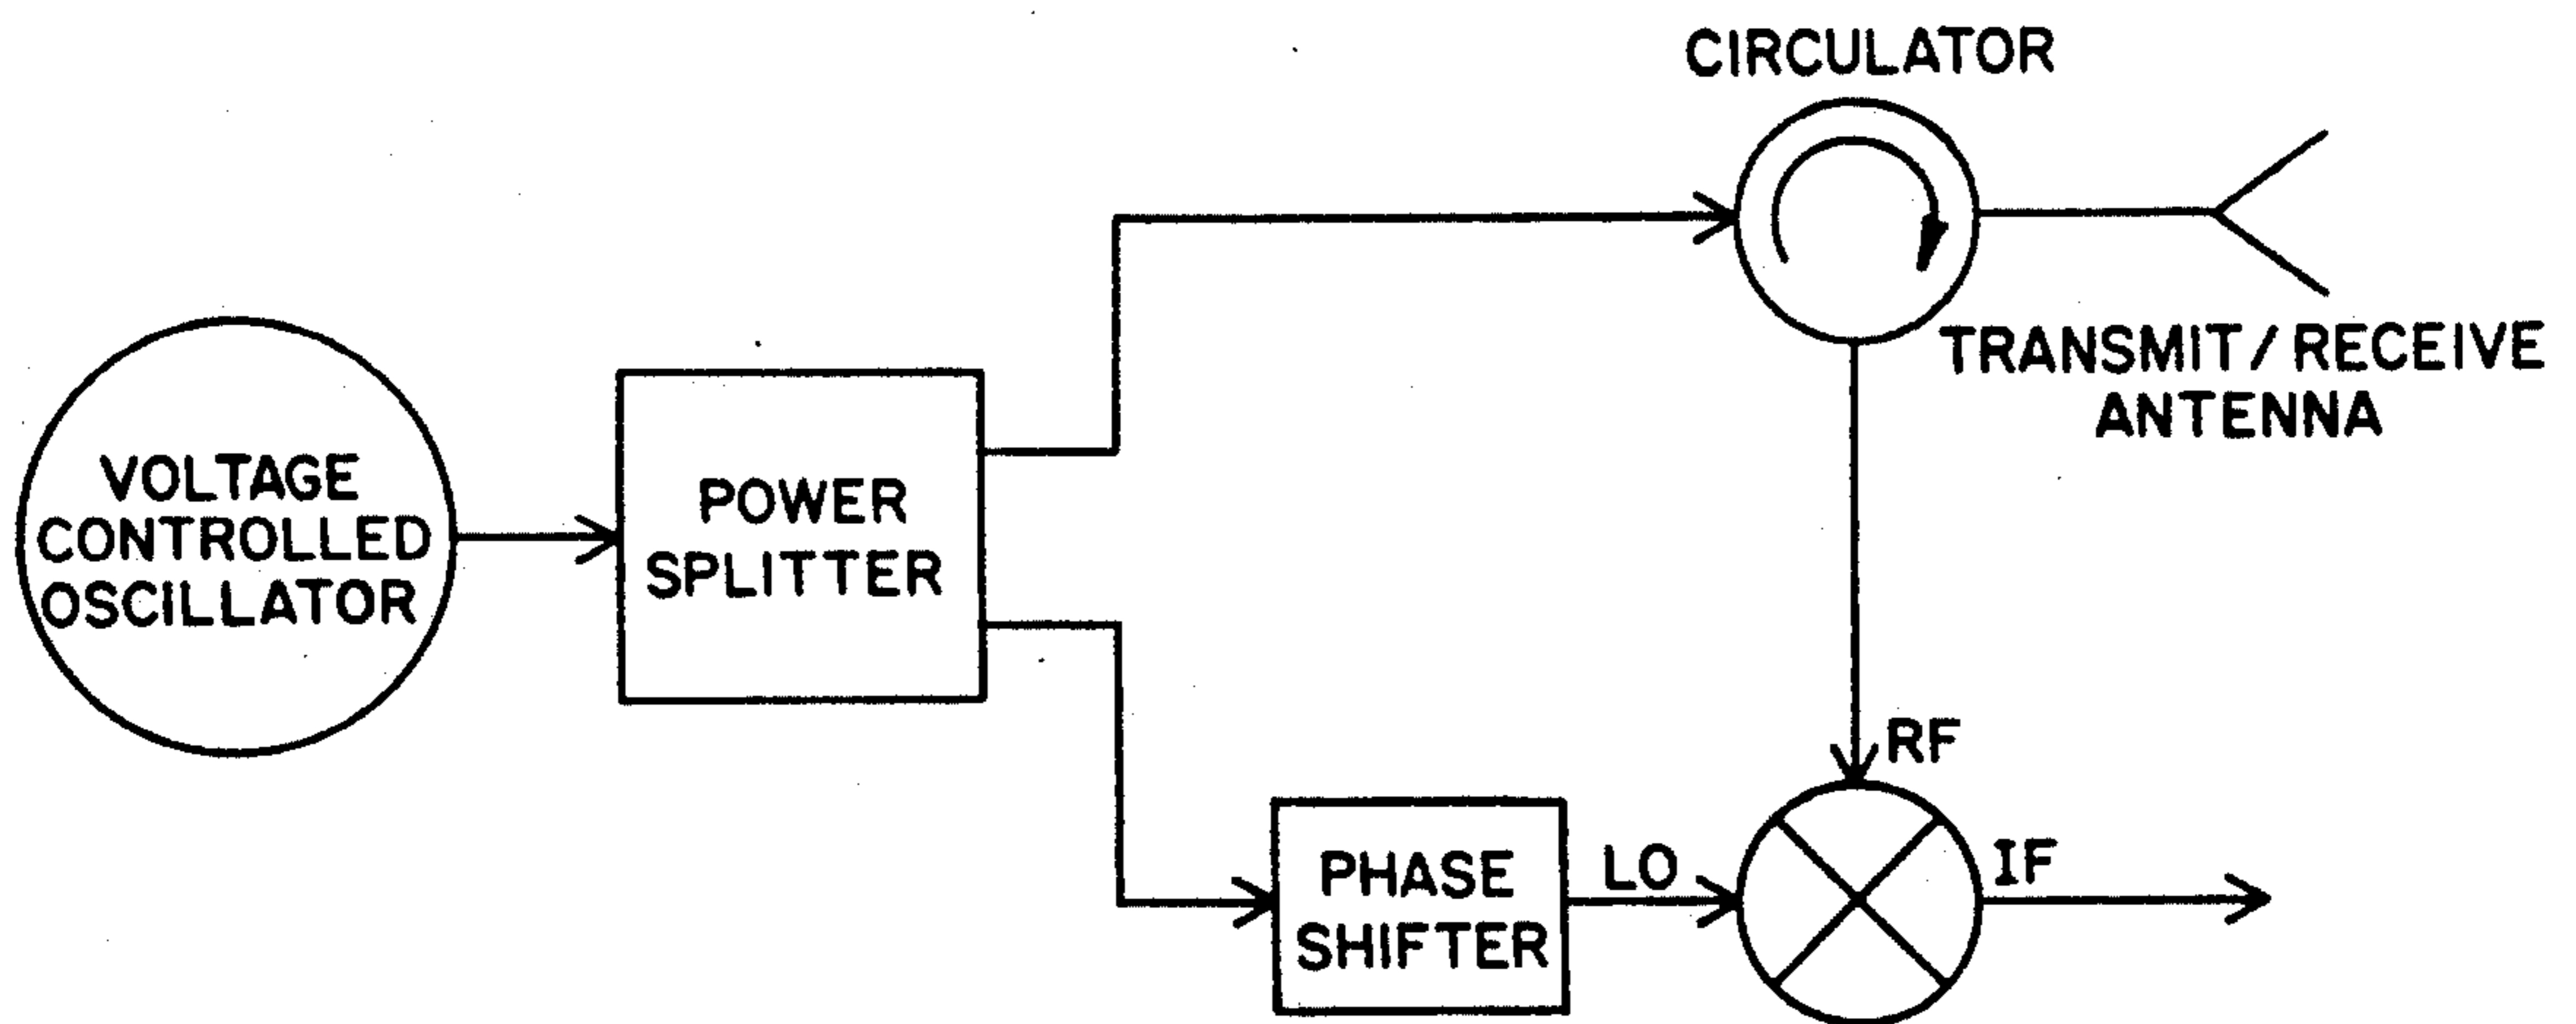 CIRCULATOR
TRANSMIT/RECEIVE
ANTENNA
VOLTAGE
CONTROLLED
OSCILLATOR
POWER
SPLITTER
RF
PHASE
SHIFTER
LO
IF